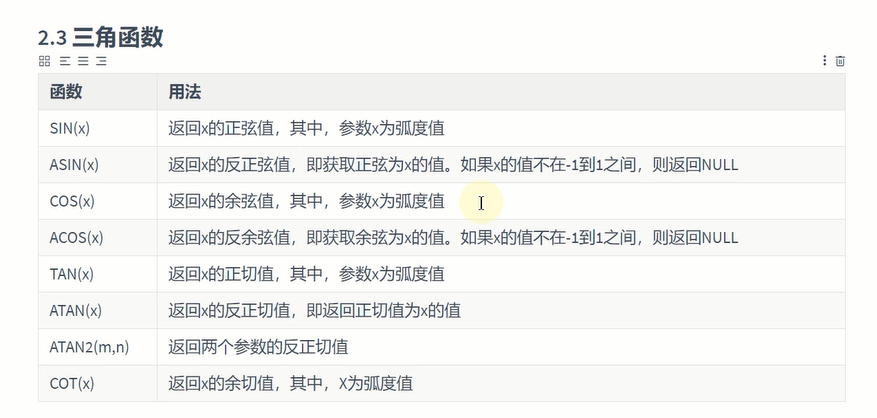 2.3 三角函数
函数 用法
SIN(x) 返回x的正弦值，其中，参数x为弧度值
ASIN(x) 返回x的反正弦值，即获取正弦为x的值。如果x的值不在-1到1之间，则返回NULL
COS(x) 返回x的余弦值，其中，参数x为弧度值
ACOS(x) 返回x的反余弦值，即获取余弦为x的值。如果x的值不在-1到1之间，则返回NULL
TAN(x) 返回x的正切值，其中，参数x为弧度值
ATAN(x) 返回x的反正切值，即返回正切值为x的值
ATAN2(m,n) 返回两个参数的反正切值
COT(x) 返回x的余切值，其中，X为弧度值